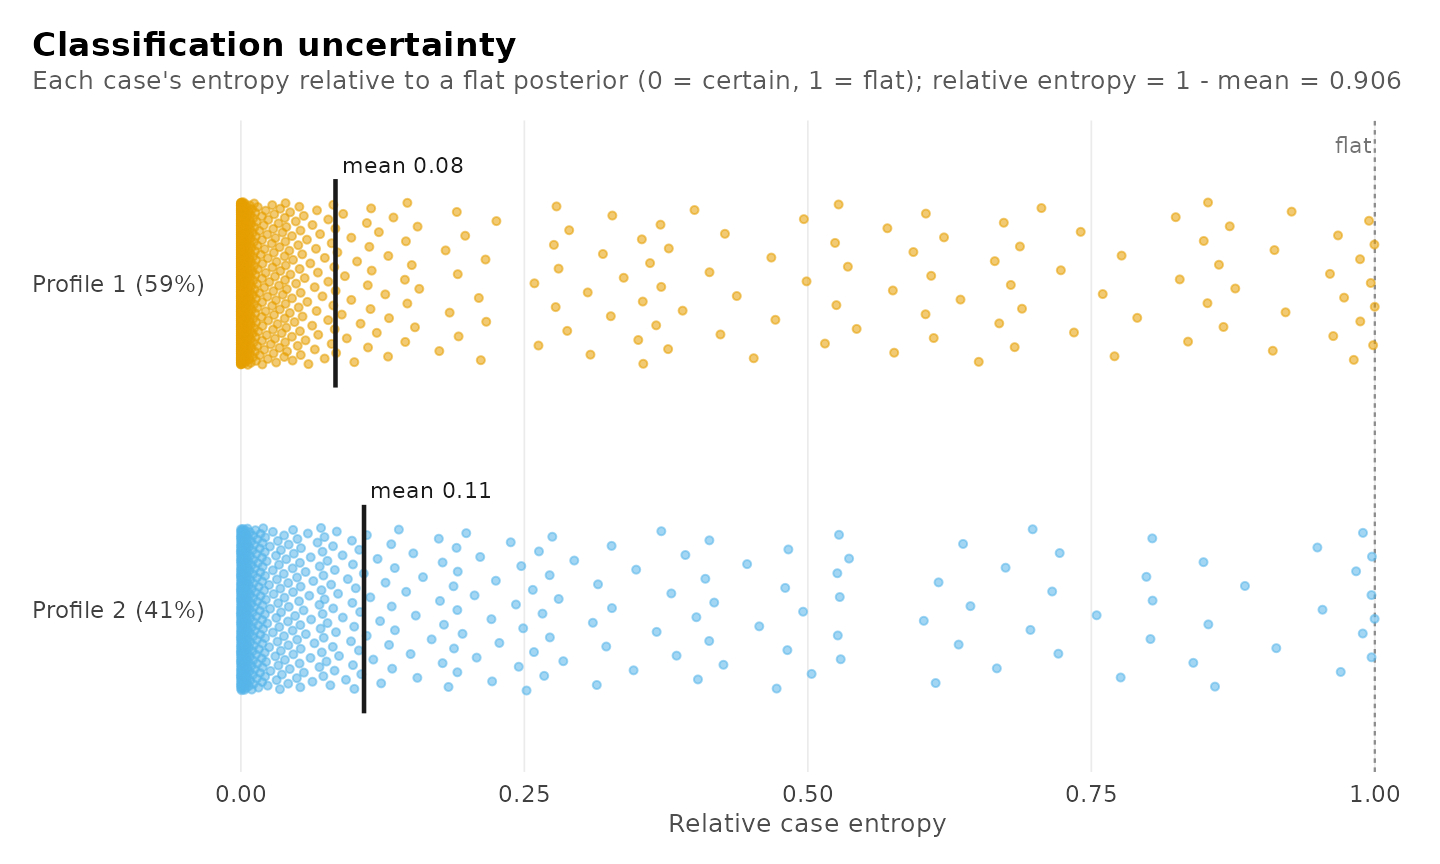 Classification uncertainty
Each case's entropy relative to a flat posterior (0 = certain, 1 = flat); relative entropy = 1 - mean = 0.906
flat
mean 0.08
Profile 1 (59%)
mean 0.11
Profile 2 (41%)
0.00 0.25 0.50 0.75 1.00
Relative case entropy